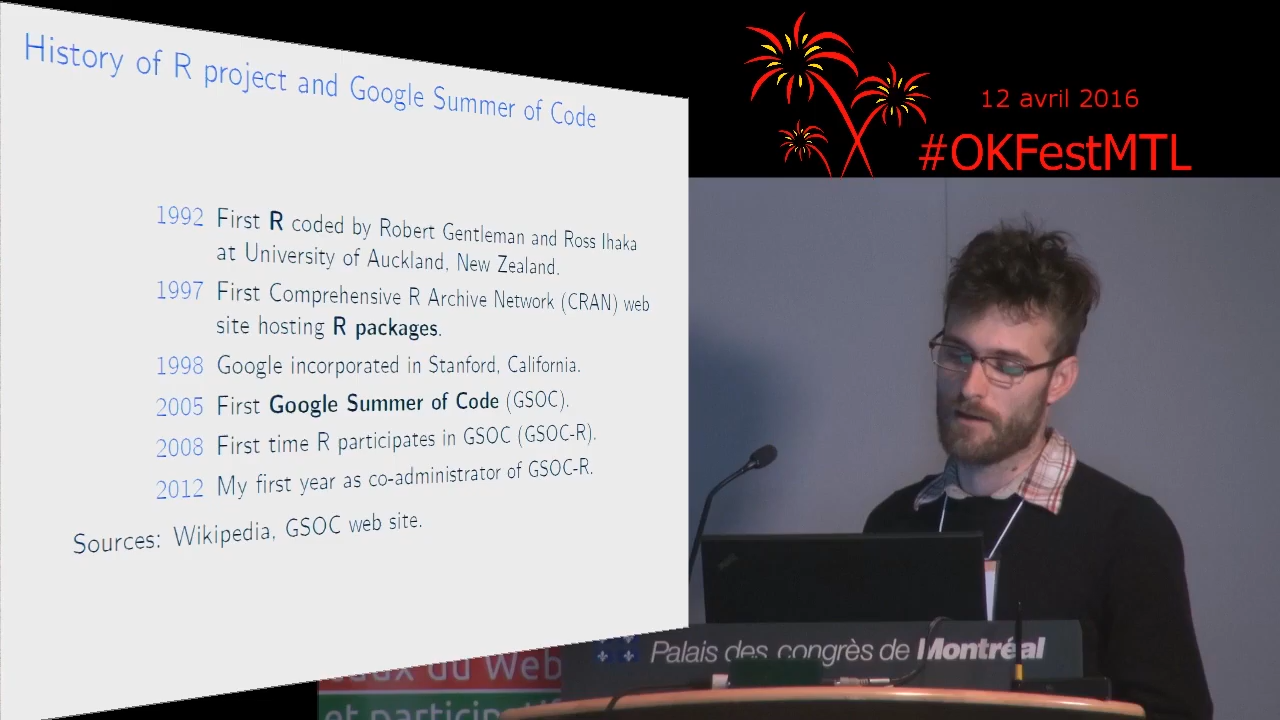 History of R project and Google Summer of Code
1992 First R coded by Robert Gentleman and Ross Ihaka
at University of Auckland, New Zealand.
1997 First Comprehensive R Archive Network (CRAN) web
site hosting R packages.
1998 Google incorporated in Stanford, California.
2005 First Google Summer of Code (GSOC).
2008 First time R participates in GSOC (GSOC-R).
2012 My first year as co-administrator of GSOC-R.
Sources: Wikipedia, GSOC web site.
12 avril 2016
#OKFestMTL
Palais des congrès de Montréal
du Web
et